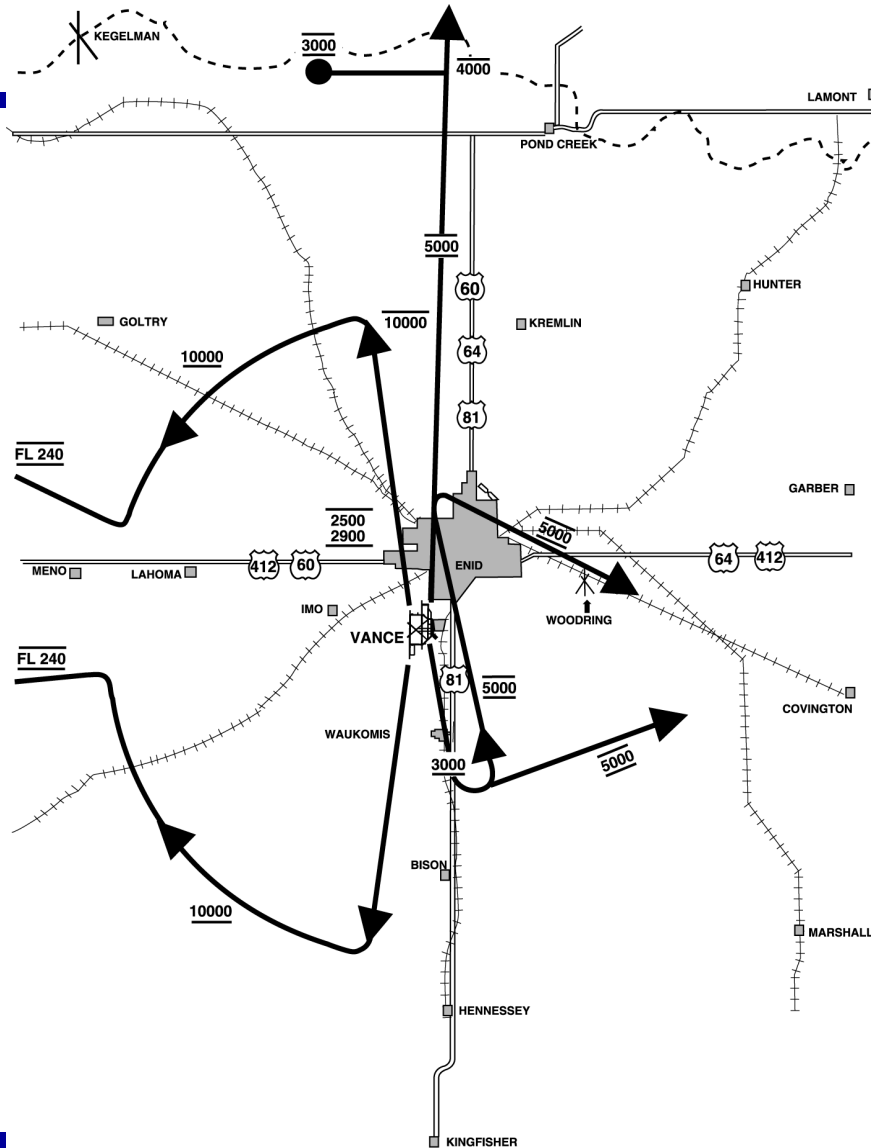 KEGELMAN
3000
4000
LAMONT
POND CREEK
5000
60
HUNTER
GOLTRY
10000
KREMLIN
10000
64
81
FL 240
GARBER
2500
2900
5000
412
60
ENID
64
412
MENO
LAHOMA
IMO
WOODRING
VANCE
FL 240
81
5000
COVINGTON
WAUKOMIS
3000
5000
BISON
10000
MARSHALL
HENNESSEY
KINGFISHER